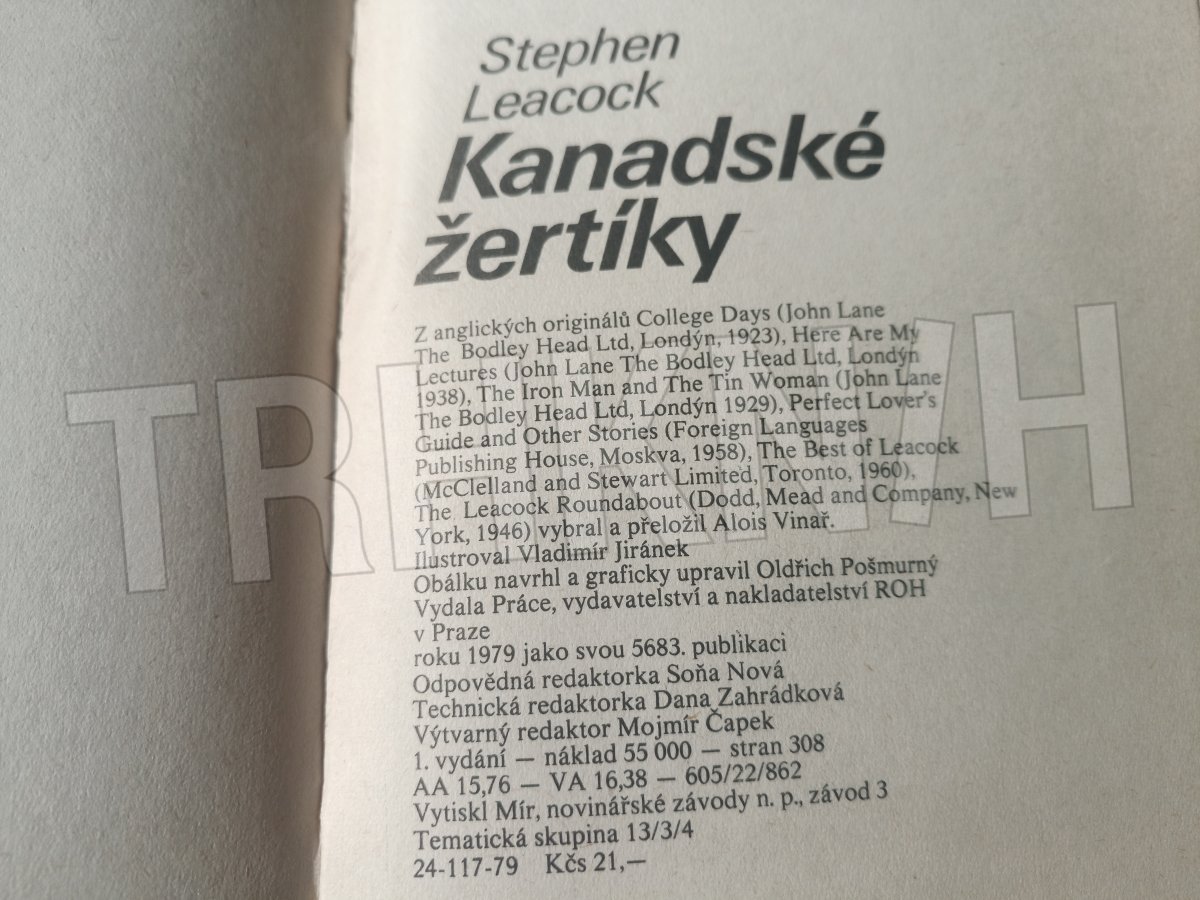 Stephen
Leacock
Kanadské
žertíky
Z anglických originálů College Days (John Lane
The Bodley Head Ltd, Londýn, 1923), Here Are My
Lectures (John Lane The Bodley Head Ltd, Londýn
1938), The Iron Man and The Tin Woman (John Lane
The Bodley Head Ltd, Londýn 1929), Perfect Lover's
Guide and Other Stories (Foreign Languages
Publishing House, Moskva, 1958), The Best of Leacock
(McClelland and Stewart Limited, Toronto, 1960),
The Leacock Roundabout (Dodd, Mead and Company, New
York, 1946) vybral a přeložil Alois Vinař.
Ilustroval Vladimír Jiránek
Obálku navrhl a graficky upravil Oldřich Pošmurný
Vydala Práce, vydavatelství a nakladatelství ROH
v Praze
roku 1979 jako svou 5683. publikaci
Odpovědná redaktorka Soňa Nová
Technická redaktorka Dana Zahrádková
Výtvarný redaktor Mojmír Čapek
1. vydání — náklad 55 000 — stran 308
AA 15,76 — VA 16,38 — 605/22/862
Vytiskl Mír, novinářské závody n. p., závod 3
Tematická skupina 13/3/4
24-117-79 Kčs 21,—